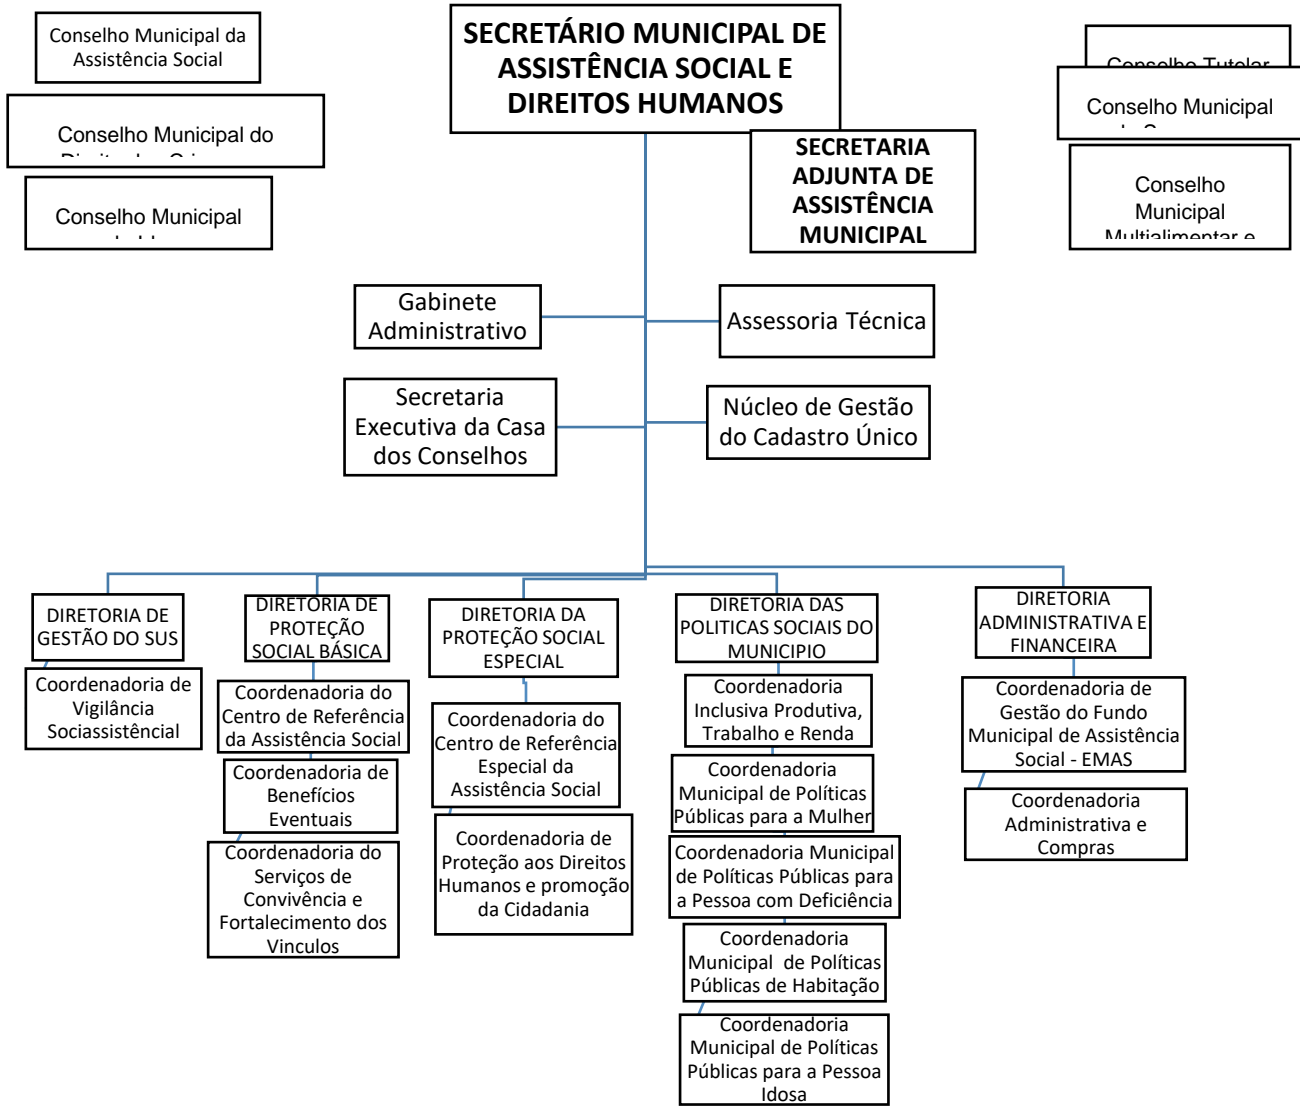 Conselho Municipal da
Assistência Social
Conselho Municipal do
Conselho Municipal
SECRETÁRIO MUNICIPAL DE
ASSISTÊNCIA SOCIAL E
DIREITOS HUMANOS
SECRETARIA
ADJUNTA DE
ASSISTÊNCIA
MUNICIPAL
Conselho Tutelar
Conselho Municipal
Conselho
Municipal
Multialimentar e
Gabinete
Administrativo
Assessoria Técnica
Secretaria
Executiva da Casa
dos Conselhos
Núcleo de Gestão
do Cadastro Único
DIRETORIA DE
GESTÃO DO SUS
Coordenadoria de
Vigilância
Sociassistêncial
DIRETORIA DE
PROTEÇÃO
SOCIAL BÁSICA
Coordenadoria do
Centro de Referência
da Assistência Social
Coordenadoria de
Benefícios
Eventuais
Coordenadoria do
Serviços de
Convivência e
Fortalecimento dos
Vinculos
DIRETORIA DA
PROTEÇÃO SOCIAL
ESPECIAL
Coordenadoria do
Centro de Referência
Especial da
Assistência Social
Coordenadoria de
Proteção aos Direitos
Humanos e promoção
da Cidadania
DIRETORIA DAS
POLITICAS SOCIAIS DO
MUNICIPIO
Coordenadoria
Inclusiva Produtiva,
Trabalho e Renda
Coordenadoria
Municipal de Políticas
Públicas para a Mulher
Coordenadoria Municipal
de Políticas Públicas para
a Pessoa com Deficiência
Coordenadoria
Municipal  de Políticas
Públicas de Habitação
Coordenadoria
Municipal de Políticas
Públicas para a Pessoa
Idosa
DIRETORIA
ADMINISTRATIVA E
FINANCEIRA
Coordenadoria de
Gestão do Fundo
Municipal de Assistência
Social - EMAS
Coordenadoria
Administrativa e
Compras